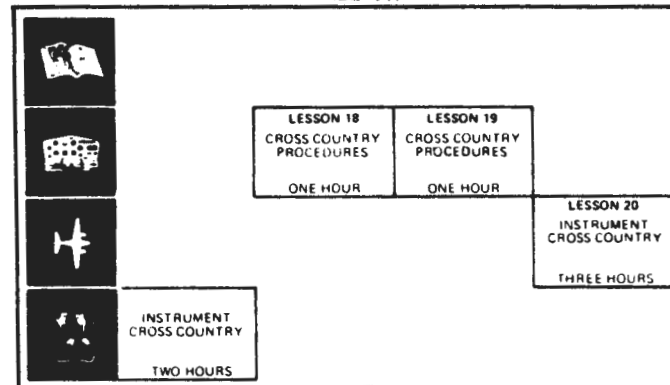 LESSON 18
CROSS COUNTRY
PROCEDURES
ONE HOUR
LESSON 19
CROSS COUNTRY
PROCEDURES
ONE HOUR
LESSON 20
INSTRUMENT
CROSS COUNTRY
THREE HOURS
INSTRUMENT
CROSS COUNTRY
TWO HOURS